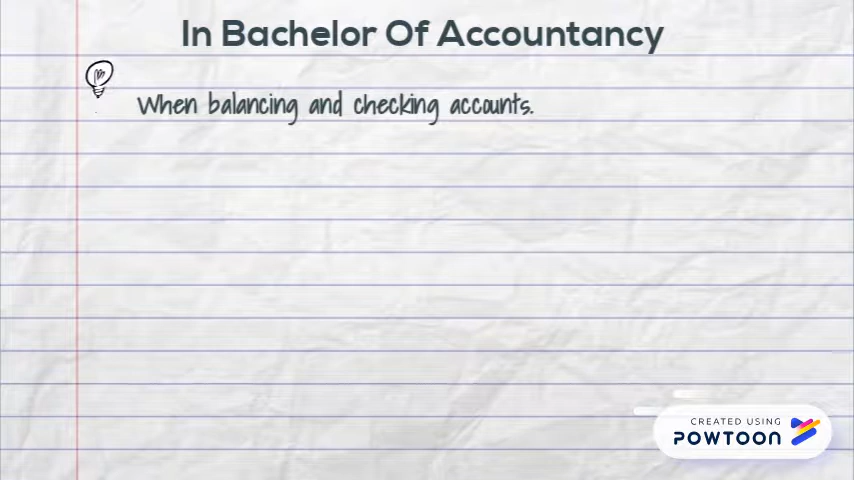 In Bachelor Of Accountancy
When balancing and checking accounts.
CREATED USING
POWTOON